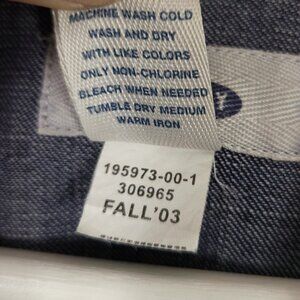 MACHINE WASH COLD
WASH AND DRY
WITH LIKE COLORS
ONLY NON-CHLORINE
BLEACH WHEN NEEDED
TUMBLE DRY MEDIUM
WARM IRON
195973-00-1
306965
FALL'03